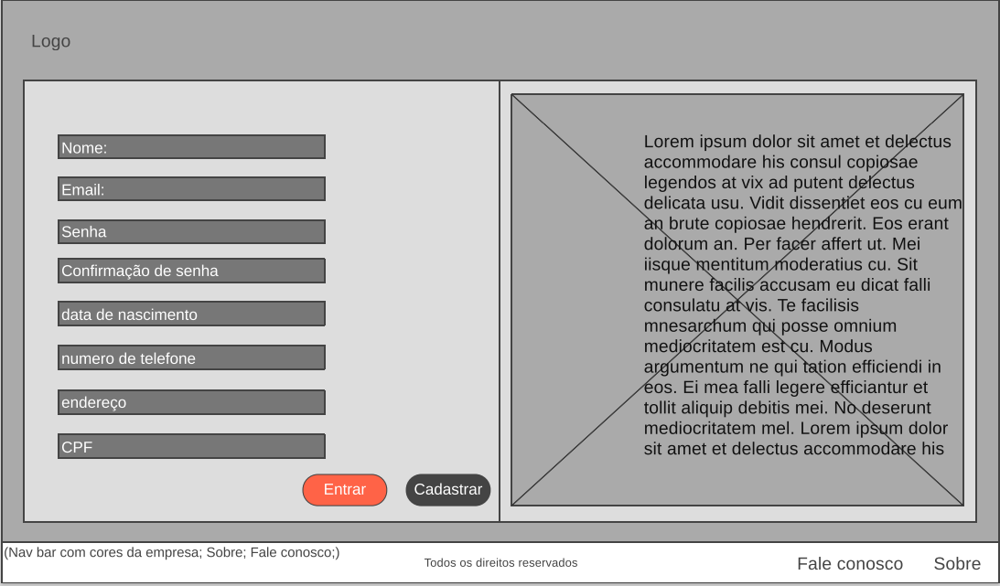 Logo
Nome:
Email:
Senha
Confirmação de senha
data de nascimento
numero de telefone
endereço
CPF
Entrar
Cadastrar
Lorem ipsum dolor sit amet et delectus
accommodare his consul copiosae
legendos at vix ad putent delectus
delicata usu. Vidit dissentiet eos cu eum
an brute copiosae hendrerit. Eos erant
dolorum an. Per facer affert ut. Mei
iisque mentitum moderatius cu. Sit
munere facilis accusam eu dicat falli
consulatu at vis. Te facilisis
mnesarchum qui posse omnium
mediocritatem est cu. Modus
argumentum ne qui tation efficiendi in
eos. Ei mea falli legere efficiantur et
tollit aliquip debitis mei. No deserunt
mediocritatem mel. Lorem ipsum dolor
sit amet et delectus accommodare his
(Nav bar com cores da empresa; Sobre; Fale conosco;)
Todos os direitos reservados
Fale conosco
Sobre